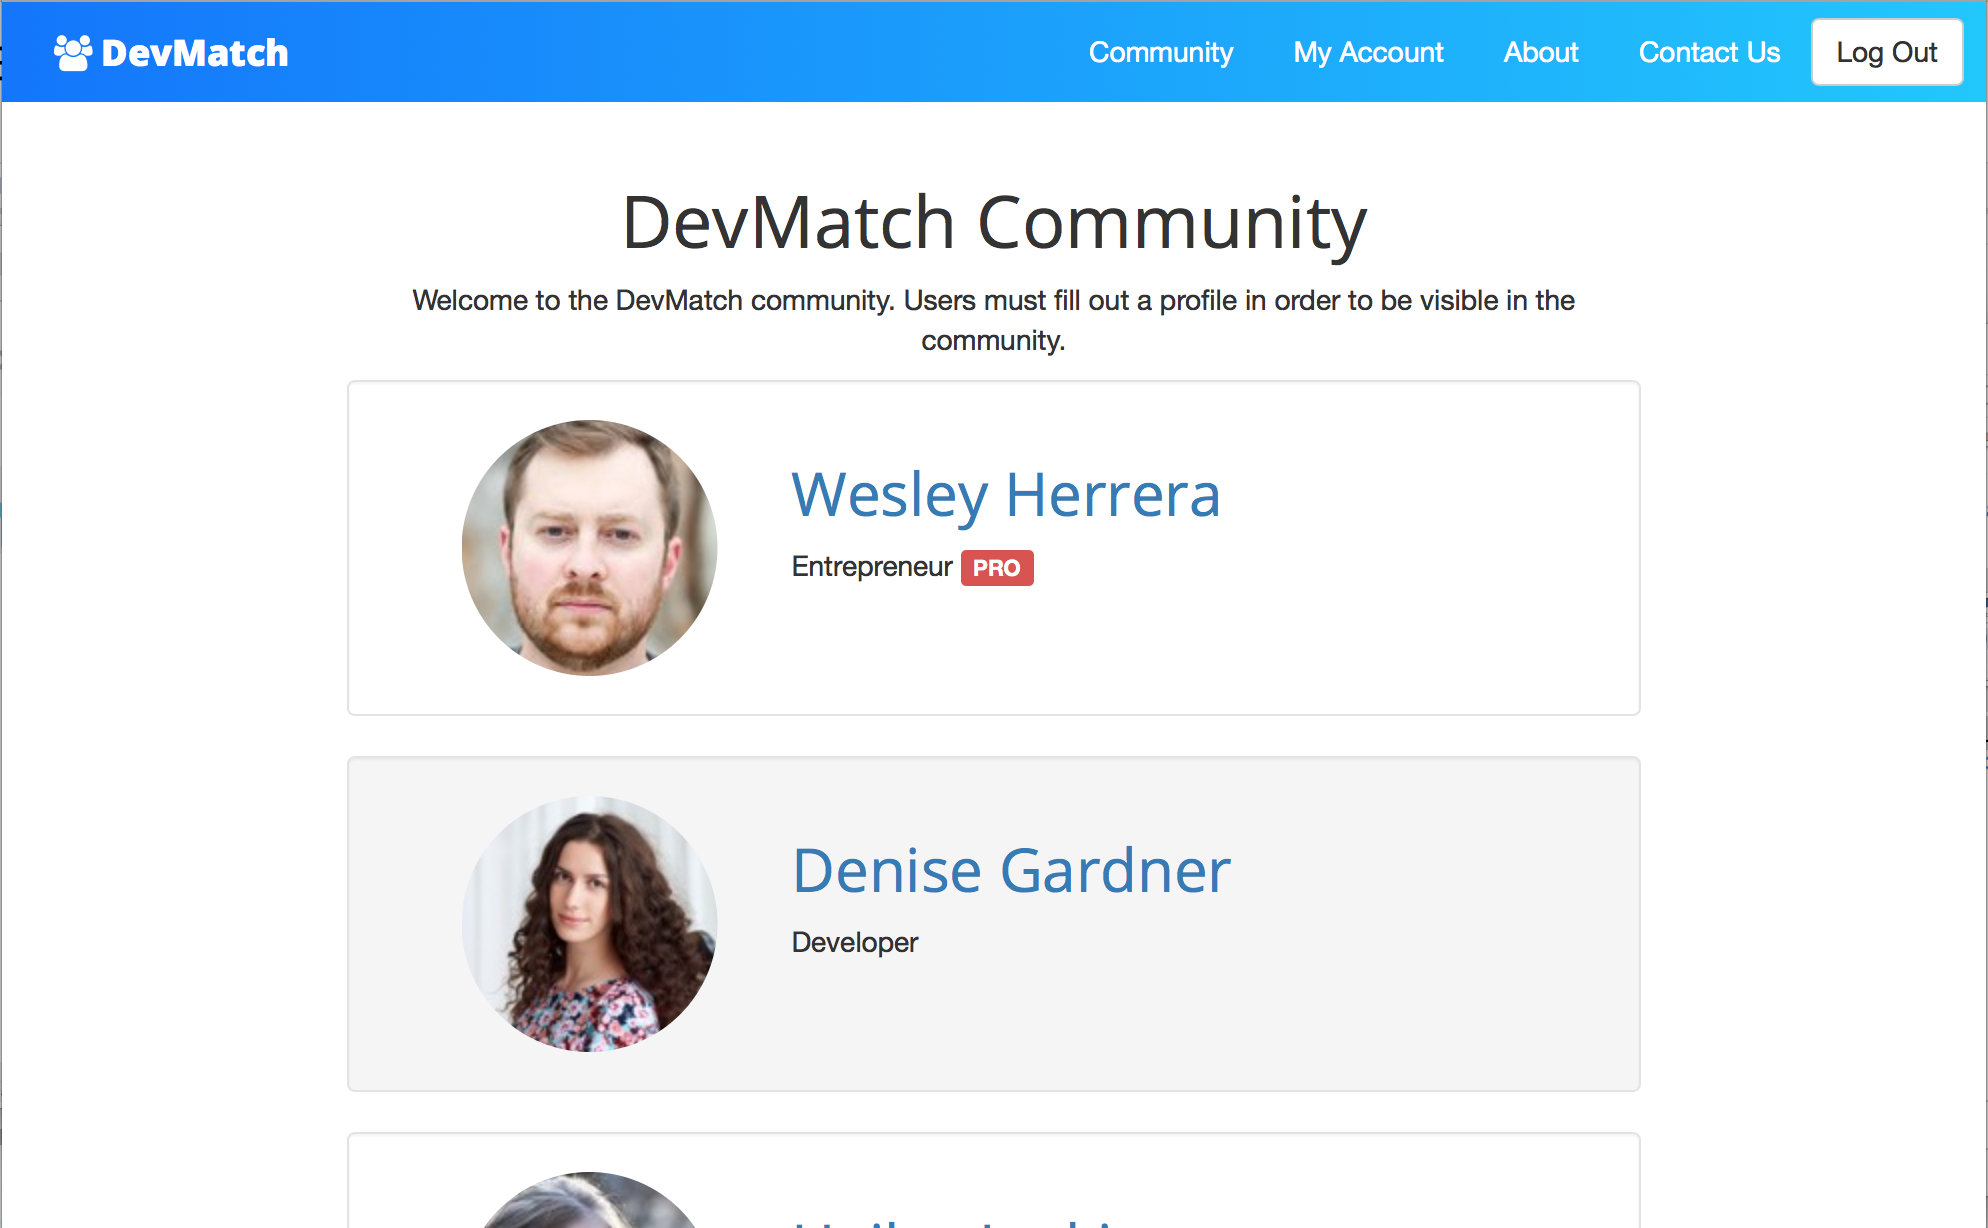 DevMatch
Community
My Account
About
Contact Us
Log Out
DevMatch Community
Welcome to the DevMatch community. Users must fill out a profile in order to be visible in the
community.
Wesley Herrera
Entrepreneur PRO
Denise Gardner
Developer